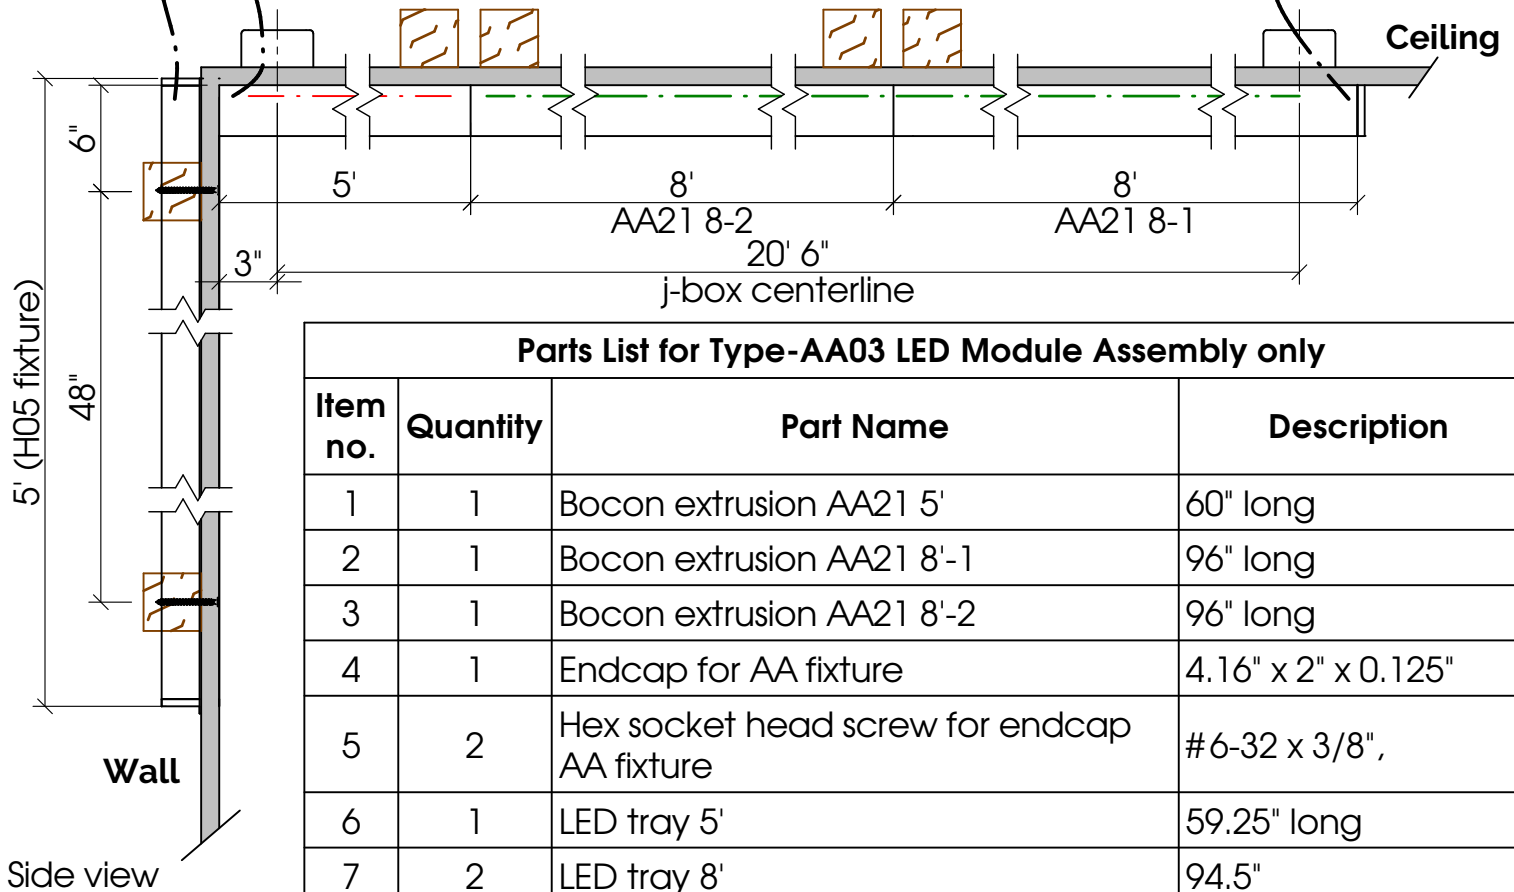 Ceiling
6"
5'
8'
AA21 8-2
8'
AA21 8-1
3"
20' 6"
j-box centerline
5' (H05 fixture)
48"
Wall
Side view
Parts List for Type-AA03 LED Module Assembly only
Item no. Quantity Part Name Description
1 1 Bocon extrusion AA21 5' 60" long
2 1 Bocon extrusion AA21 8'-1 96" long
3 1 Bocon extrusion AA21 8'-2 96" long
4 1 Endcap for AA fixture 4.16" x 2" x 0.125"
5 2 Hex socket head screw for endcap AA fixture #6-32 x 3/8",
6 1 LED tray 5' 59.25" long
7 2 LED tray 8' 94.5"